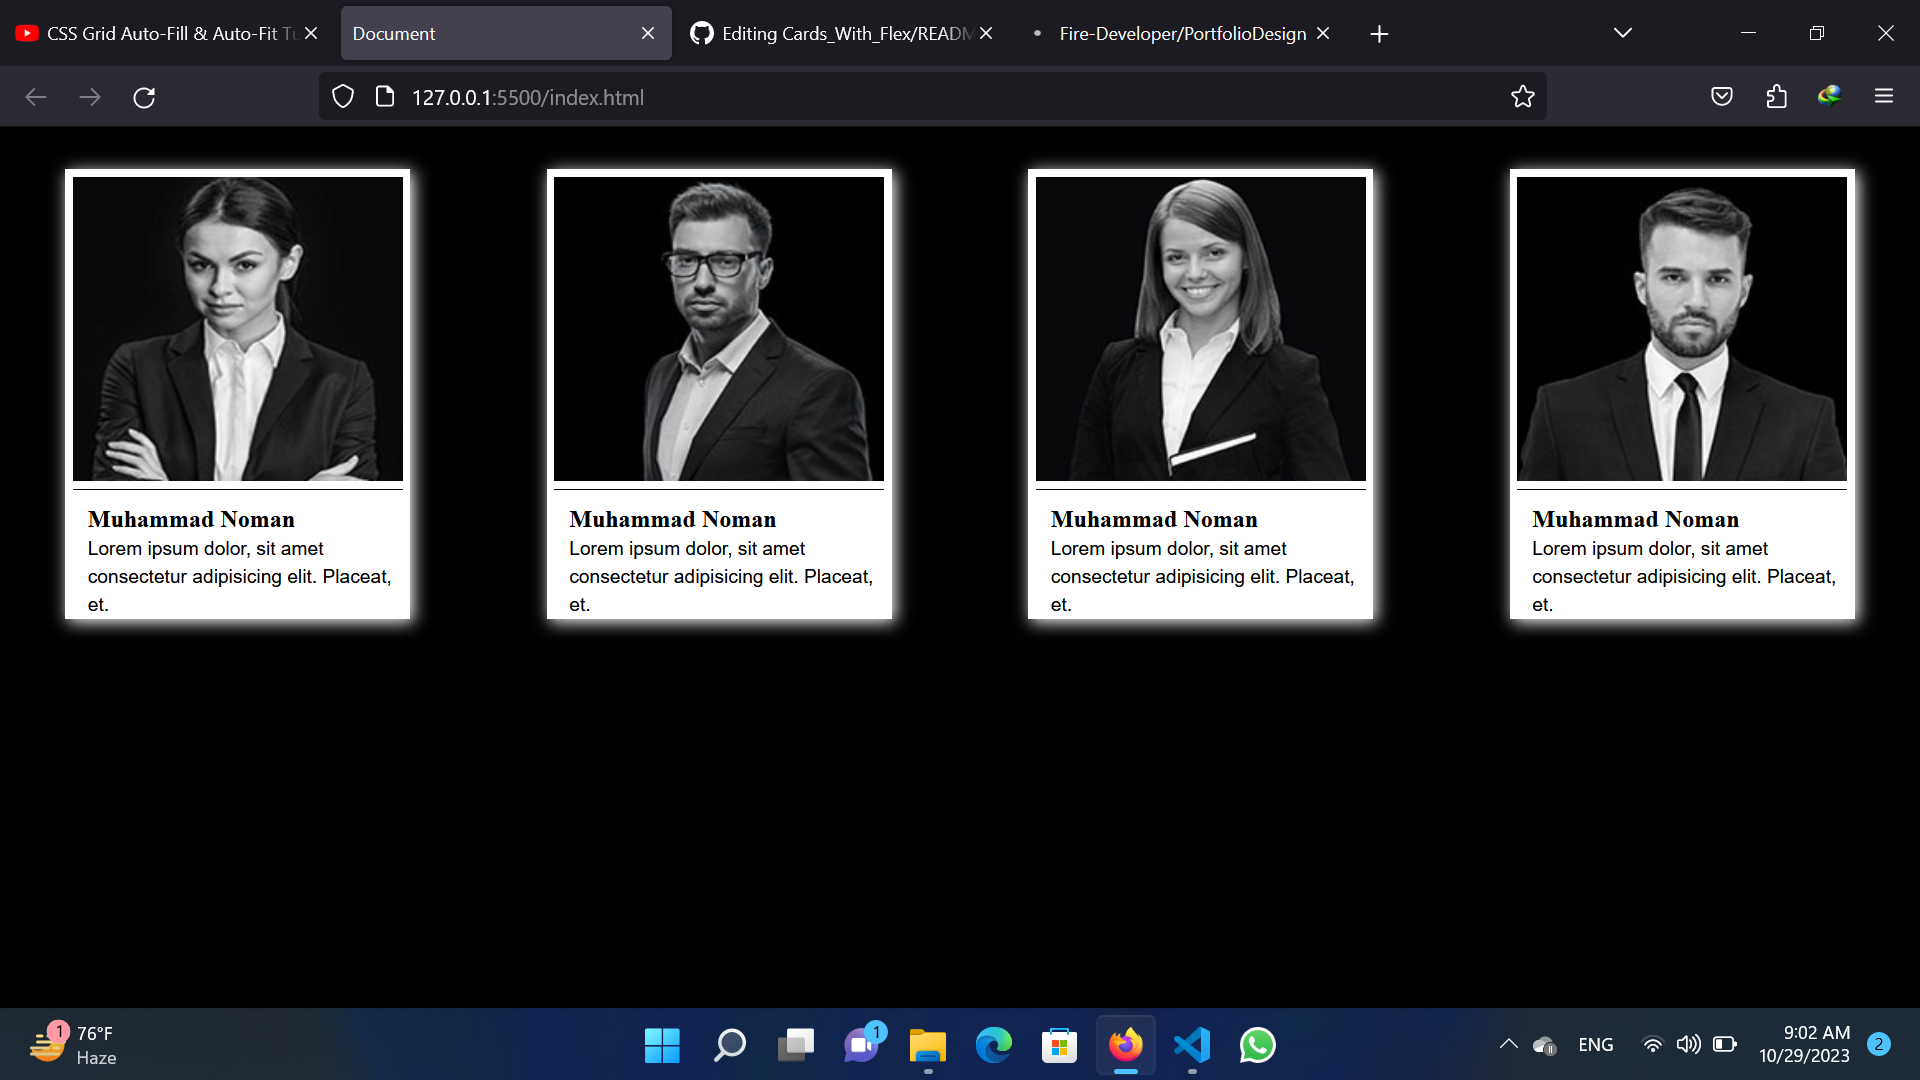 CSS Grid Auto-Fill & Auto-Fit Tu
Document
Editing Cards_With_Flex/READM
Fire-Developer/PortfolioDesign
127.0.0.1:5500/index.html
Muhammad Noman
Lorem ipsum dolor, sit amet
consectetur adipisicing elit. Placeat,
et.
Muhammad Noman
Lorem ipsum dolor, sit amet
consectetur adipisicing elit. Placeat,
et.
Muhammad Noman
Lorem ipsum dolor, sit amet
consectetur adipisicing elit. Placeat,
et.
Muhammad Noman
Lorem ipsum dolor, sit amet
consectetur adipisicing elit. Placeat,
et.
1
76°F
Haze
1
ENG
9:02 AM
10/29/2023
2